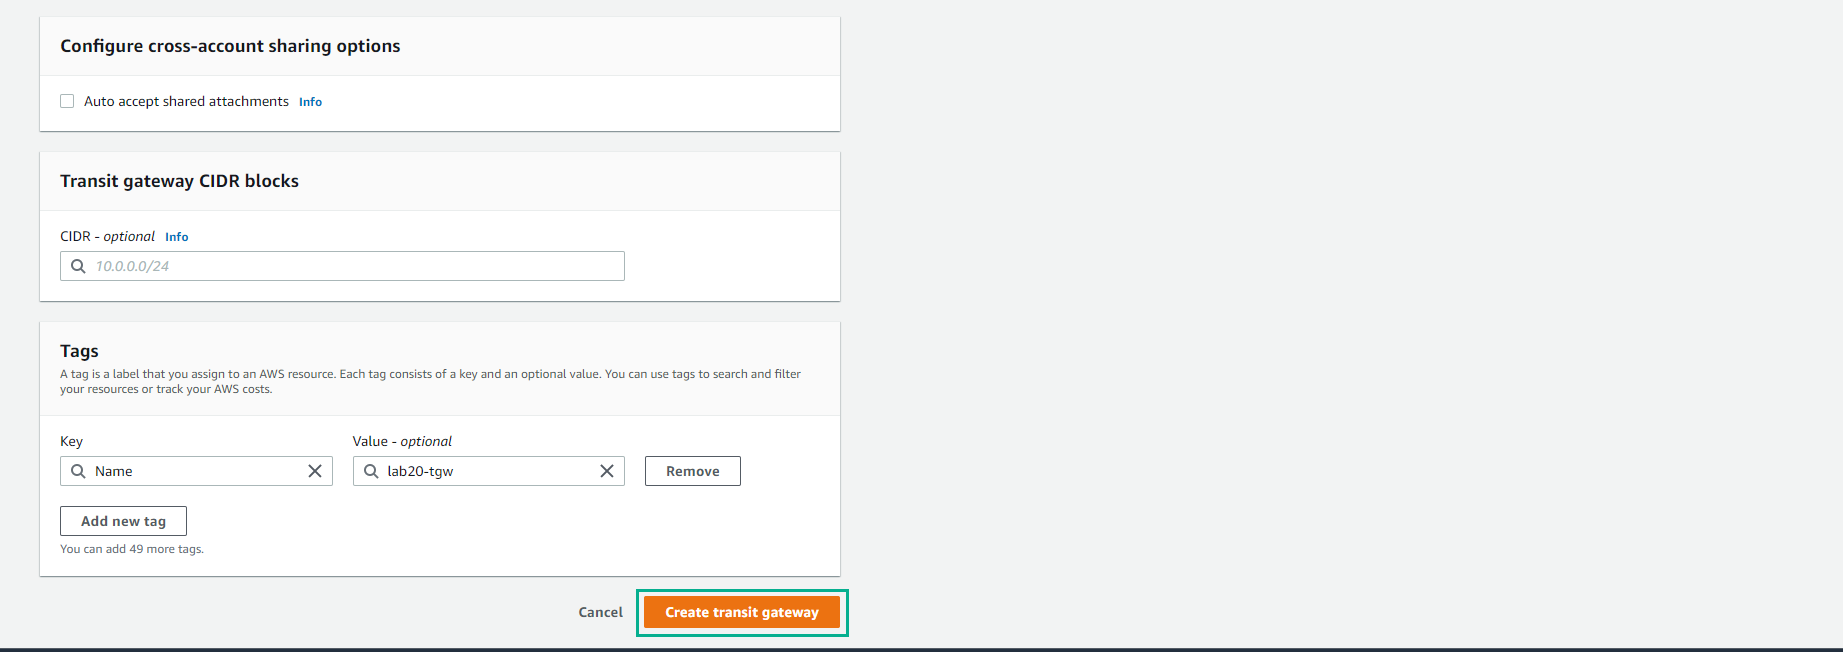 Configure cross-account sharing options
Auto accept shared attachments Info
Transit gateway CIDR blocks
CIDR - optional Info
10.0.0.0/24
Tags
A tag is a label that you assign to an AWS resource. Each tag consists of a key and an optional value. You can use tags to search and filter
your resources or track your AWS costs.
Key Value - optional
Name lab20-tgw Remove
Add new tag
You can add 49 more tags.
Cancel Create transit gateway